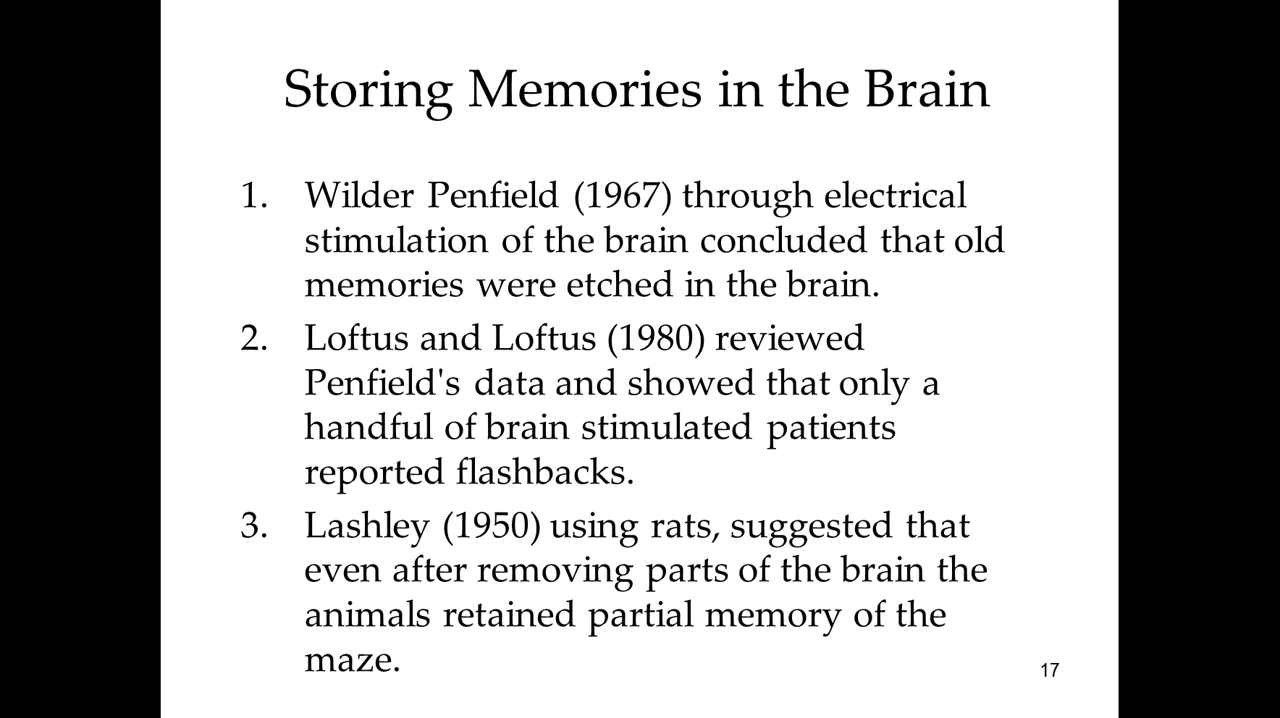 Storing Memories in the Brain
1. Wilder Penfield (1967) through electrical
stimulation of the brain concluded that old
memories were etched in the brain.
2. Loftus and Loftus (1980) reviewed
Penfield's data and showed that only a
handful of brain stimulated patients
reported flashbacks.
3. Lashley (1950) using rats, suggested that
even after removing parts of the brain the
animals retained partial memory of the
maze.
17